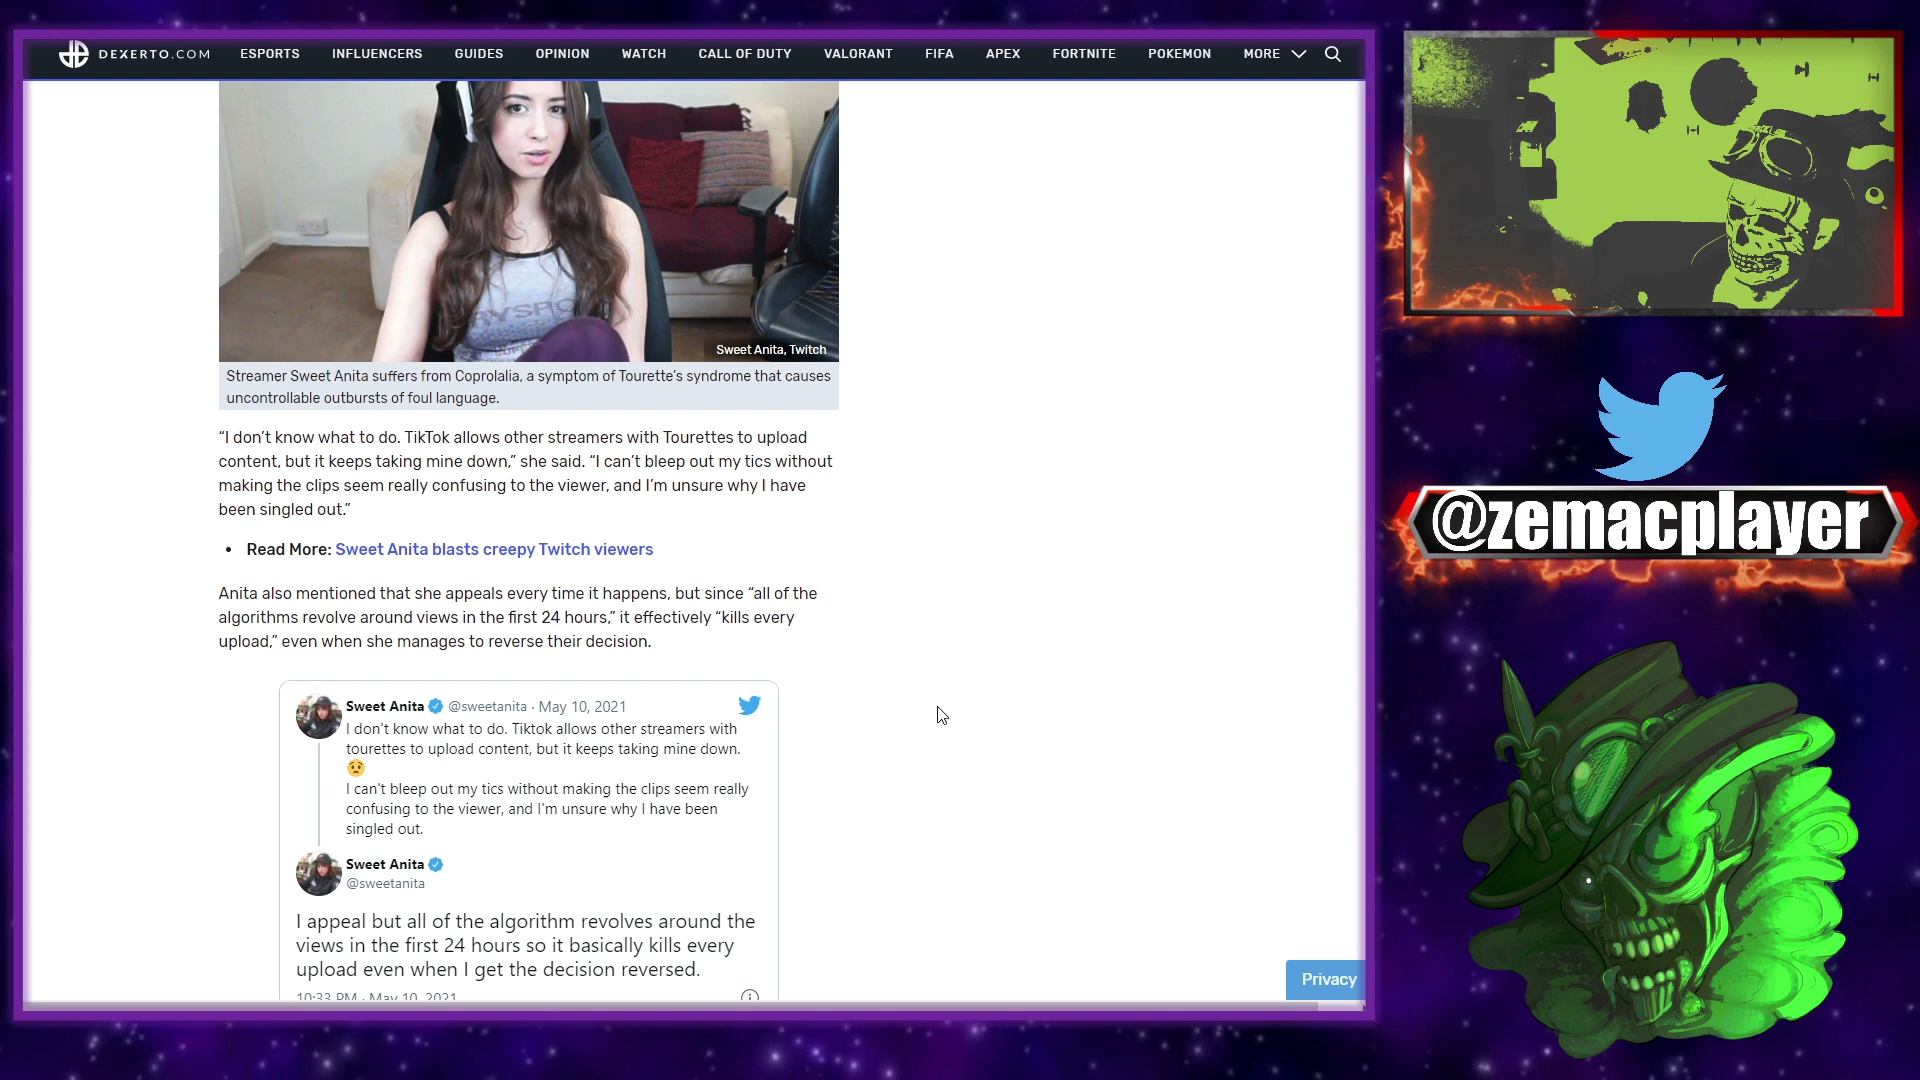 DEXERTO.COM ESPORTS INFLUENCERS GUIDES OPINION WATCH CALL OF DUTY VALORANT FIFA APEX FORTNITE POKEMON MORE
Sweet Anita, Twitch
Streamer Sweet Anita suffers from Coprolalia, a symptom of Tourette’s syndrome that causes
uncontrollable outbursts of foul language.
“I don’t know what to do. TikTok allows other streamers with Tourettes to upload
content, but it keeps taking mine down,” she said. “I can’t bleep out my tics without
making the clips seem really confusing to the viewer, and I’m unsure why I have
been singled out.”
• Read More: Sweet Anita blasts creepy Twitch viewers
Anita also mentioned that she appeals every time it happens, but since “all of the
algorithms revolve around views in the first 24 hours,” it effectively “kills every
upload,” even when she manages to reverse their decision.
Sweet Anita @sweetanita · May 10, 2021
I don't know what to do. Tiktok allows other streamers with
tourettes to upload content, but it keeps taking mine down.
😟
I can't bleep out my tics without making the clips seem really
confusing to the viewer, and I'm unsure why I have been
singled out.
Sweet Anita
@sweetanita
I appeal but all of the algorithm revolves around the
views in the first 24 hours so it basically kills every
upload even when I get the decision reversed.
10:33 PM · May 10, 2021
Privacy
@zemacplayer